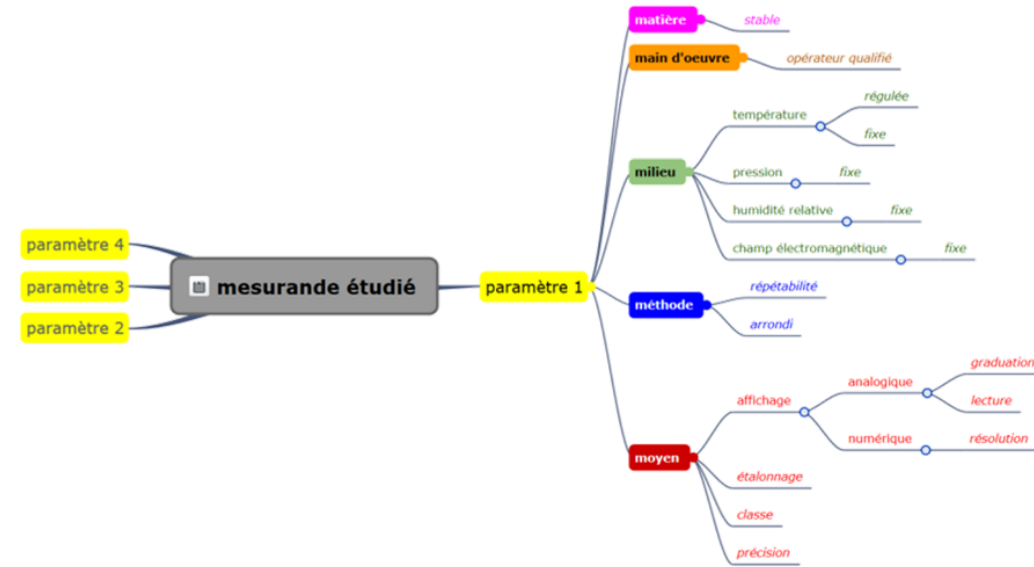 paramètre 4
paramètre 3
paramètre 2
mesurande étudié
paramètre 1
matière
stable
main d'oeuvre
opérateur qualifié
milieu
température
régulée
fixe
pression
fixe
humidité relative
fixe
champ électromagnétique
fixe
méthode
répétabilité
arrondi
moyen
affichage
analogique
graduation
lecture
numérique
résolution
étalonnage
classe
précision